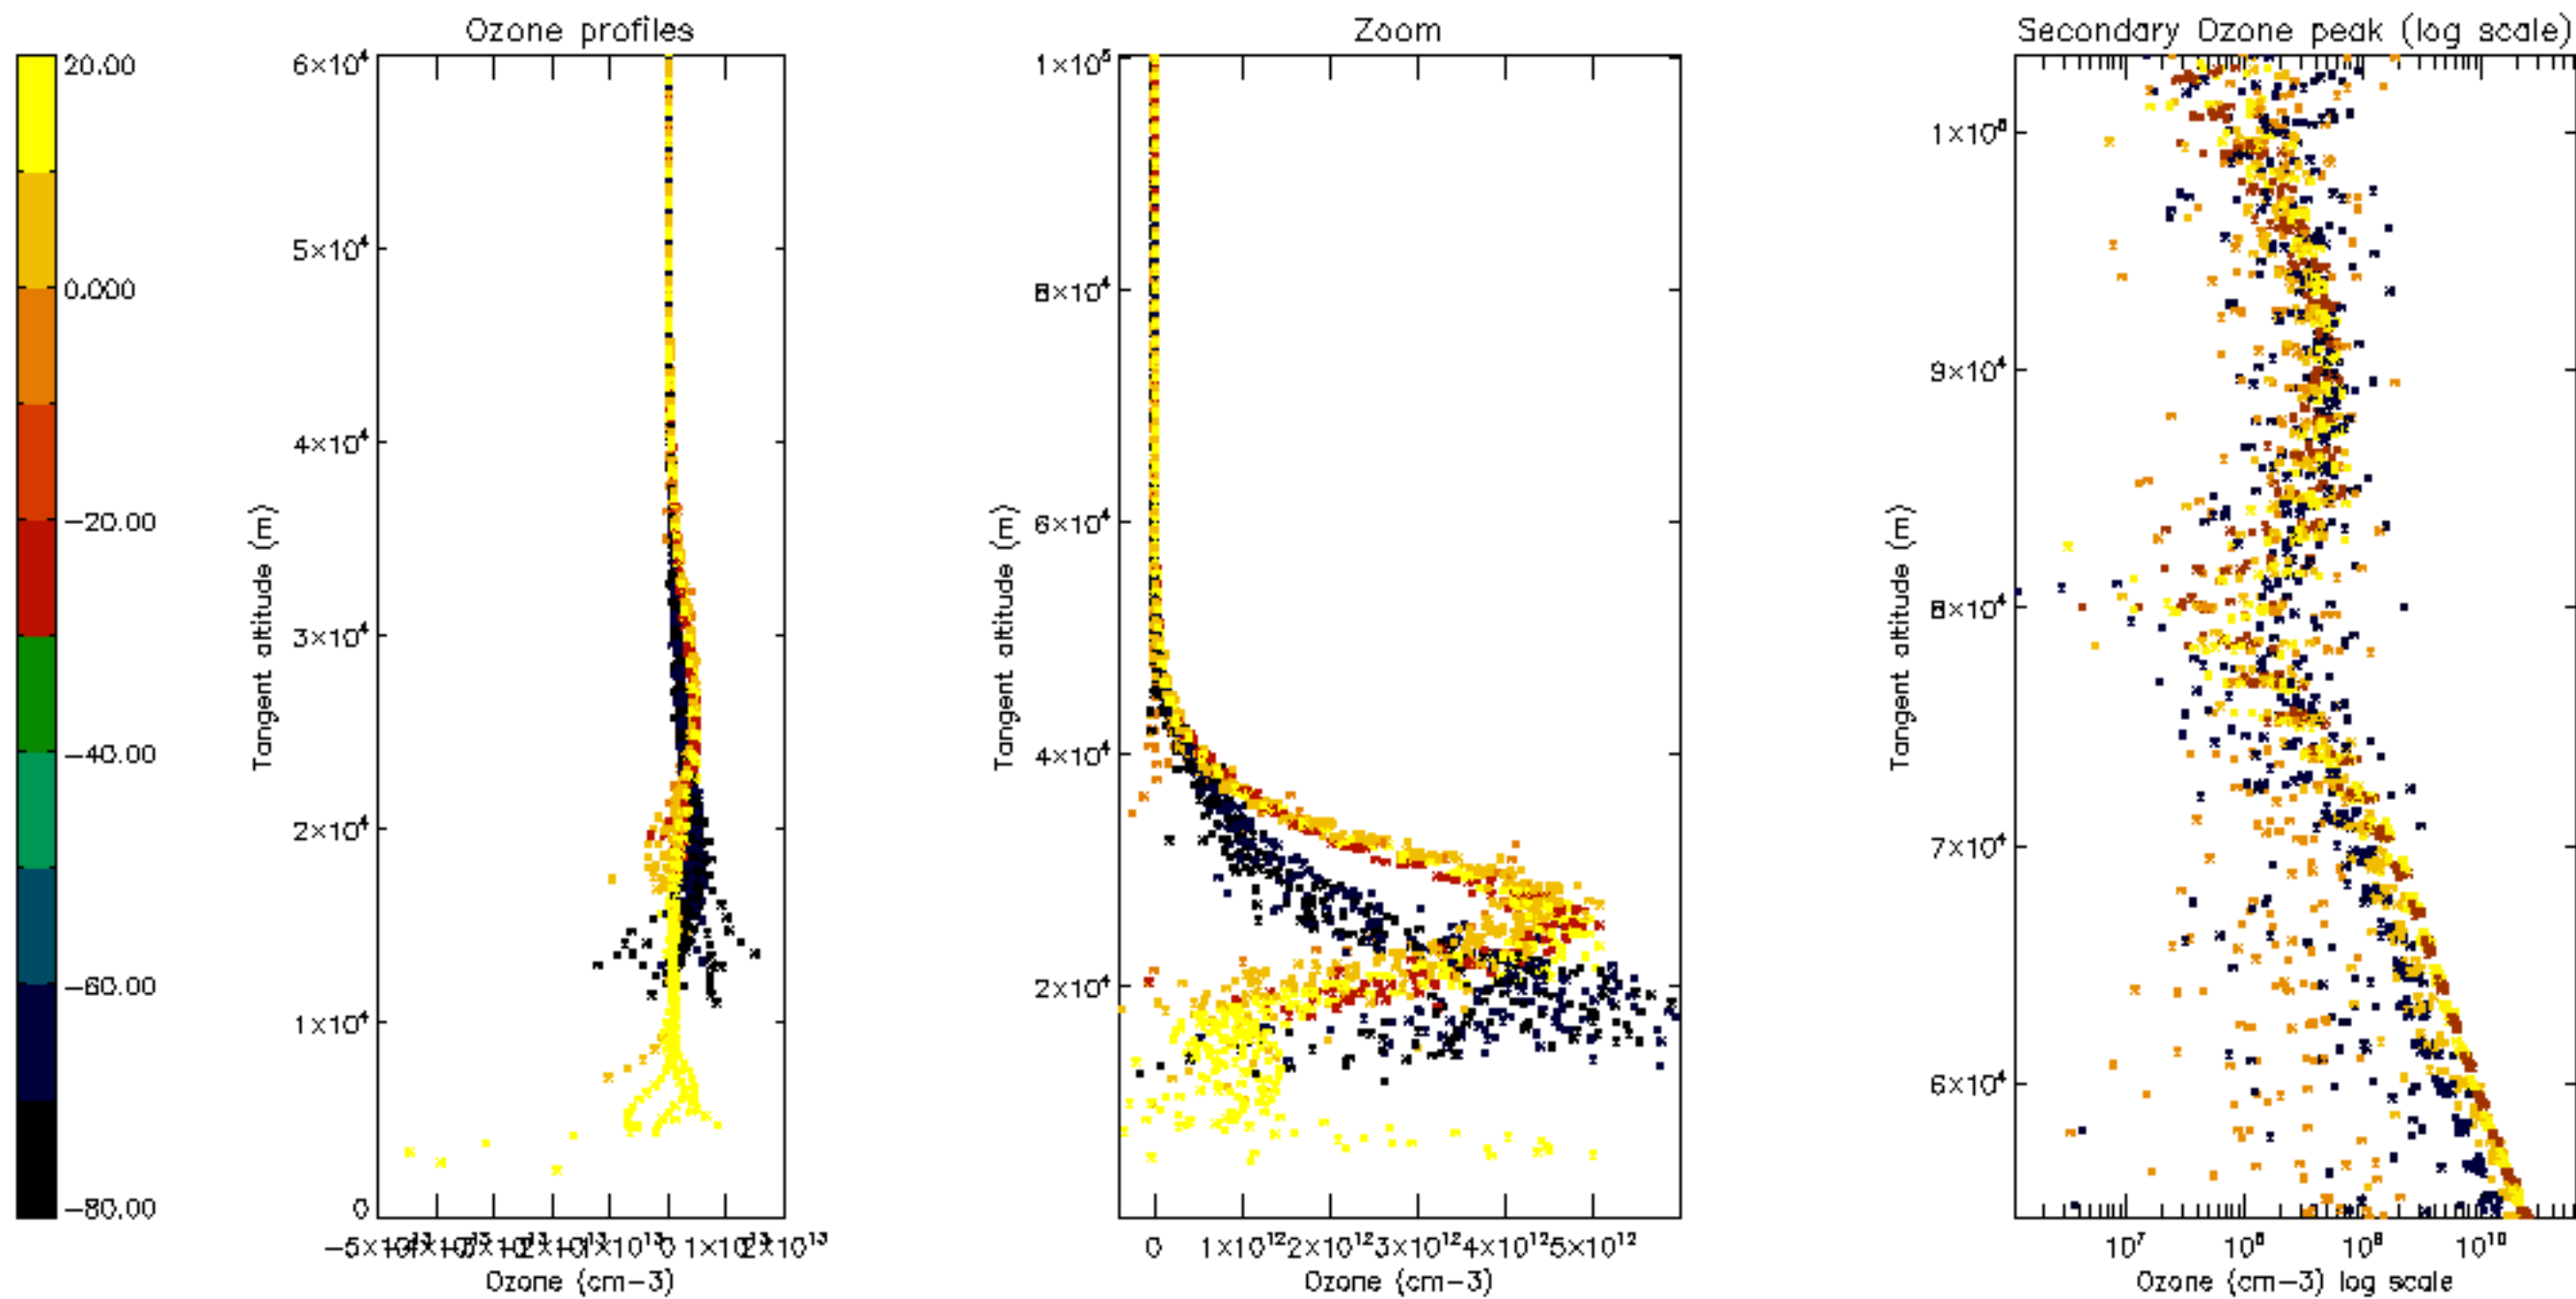 Ozone profiles
Zoom
Secondary Ozone peak (log scale)
20.00
0.000
−20.00
−40.00
−60.00
−80.00
Tangent altitude (m)
6×10⁴
5×10⁴
4×10⁴
3×10⁴
2×10⁴
1×10⁴
0
0 1×10¹³ 2×10¹³
Ozone (cm−3)
Tangent altitude (m)
1×10⁵
8×10⁴
6×10⁴
4×10⁴
2×10⁴
0 1×10¹² 2×10¹² 3×10¹² 4×10¹² 5×10¹²
Ozone (cm−3)
Tangent altitude (m)
9×10⁴
8×10⁴
7×10⁴
6×10⁴
10⁷ 10⁸ 10⁹ 10¹⁰
Ozone (cm−3) log scale